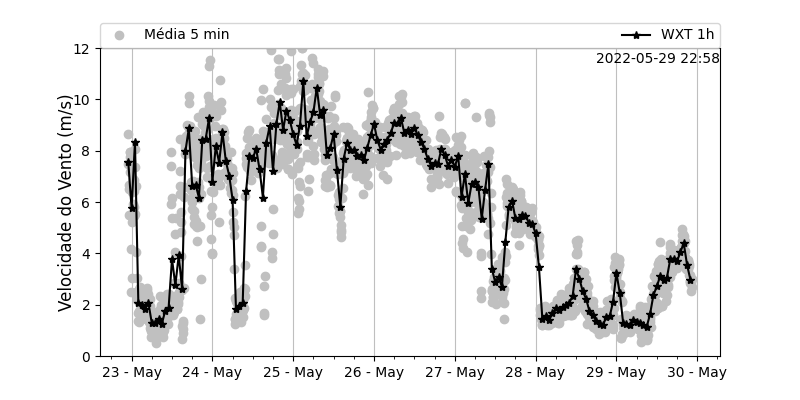 Média 5 min
WXT 1h
2022-05-29 22:58
Velocidade do Vento (m/s)
12
10
8
6
4
2
0
23 - May
24 - May
25 - May
26 - May
27 - May
28 - May
29 - May
30 - May